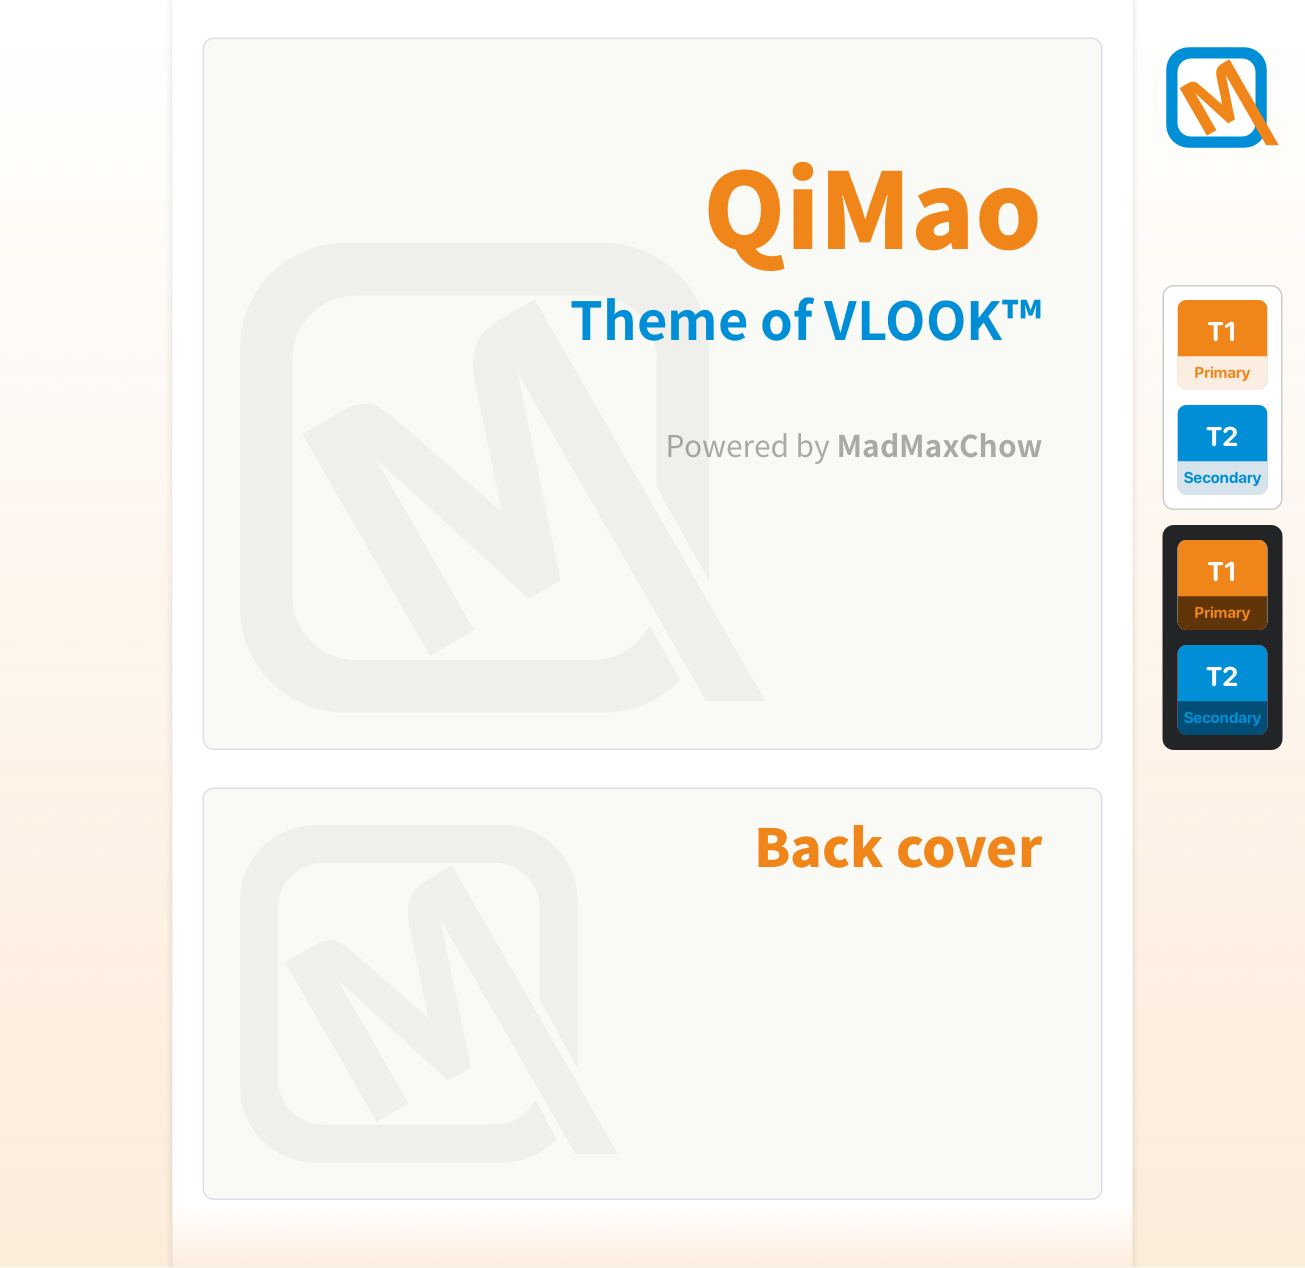 QiMao
Theme of VLOOK™
Powered by MadMaxChow
T1
Primary
T2
Secondary
T1
Primary
T2
Secondary
Back cover